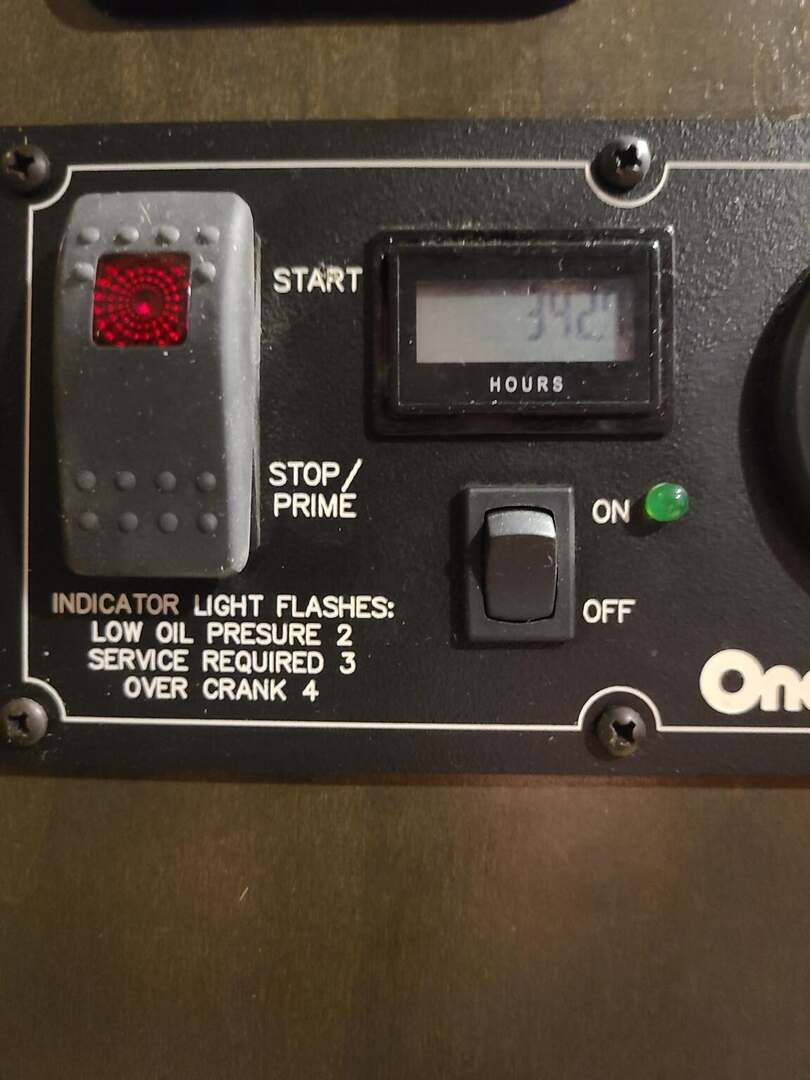 START
HOURS
STOP/
PRIME
ON
OFF
INDICATOR LIGHT FLASHES:
LOW OIL PRESURE 2
SERVICE REQUIRED 3
OVER CRANK 4